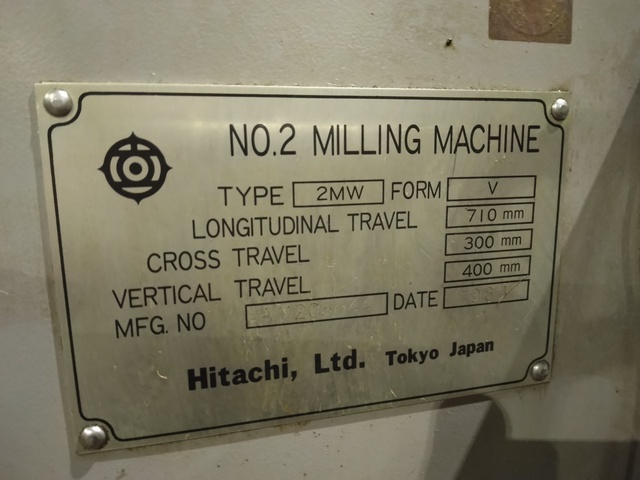 NO.2 MILLING MACHINE
TYPE 2MW FORM V
LONGITUDINAL TRAVEL 710 mm
CROSS TRAVEL 300 mm
VERTICAL TRAVEL 400 mm
MFG. NO DATE
Hitachi, Ltd. Tokyo Japan